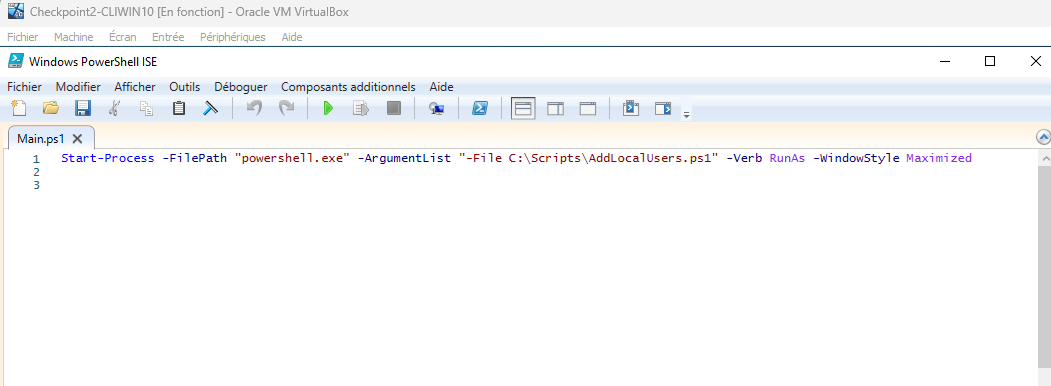 Checkpoint2-CLIWIN10 [En fonction] - Oracle VM VirtualBox
Fichier Machine Écran Entrée Périphériques Aide
Windows PowerShell ISE
Fichier Modifier Afficher Outils Déboguer Composants additionnels Aide
Main.ps1
1 Start-Process -FilePath "powershell.exe" -ArgumentList "-File C:\Scripts\AddLocalUsers.ps1" -Verb RunAs -WindowStyle Maximized
2
3